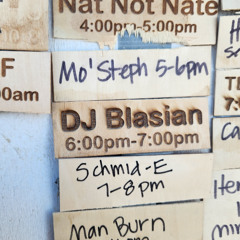 Nat Not Nate
4:00pm-5:00pm
Mo' Steph 5-6pm
DJ Blasian
6:00pm-7:00pm
Schmid-E
7-8pm
Man Burn
F
00am